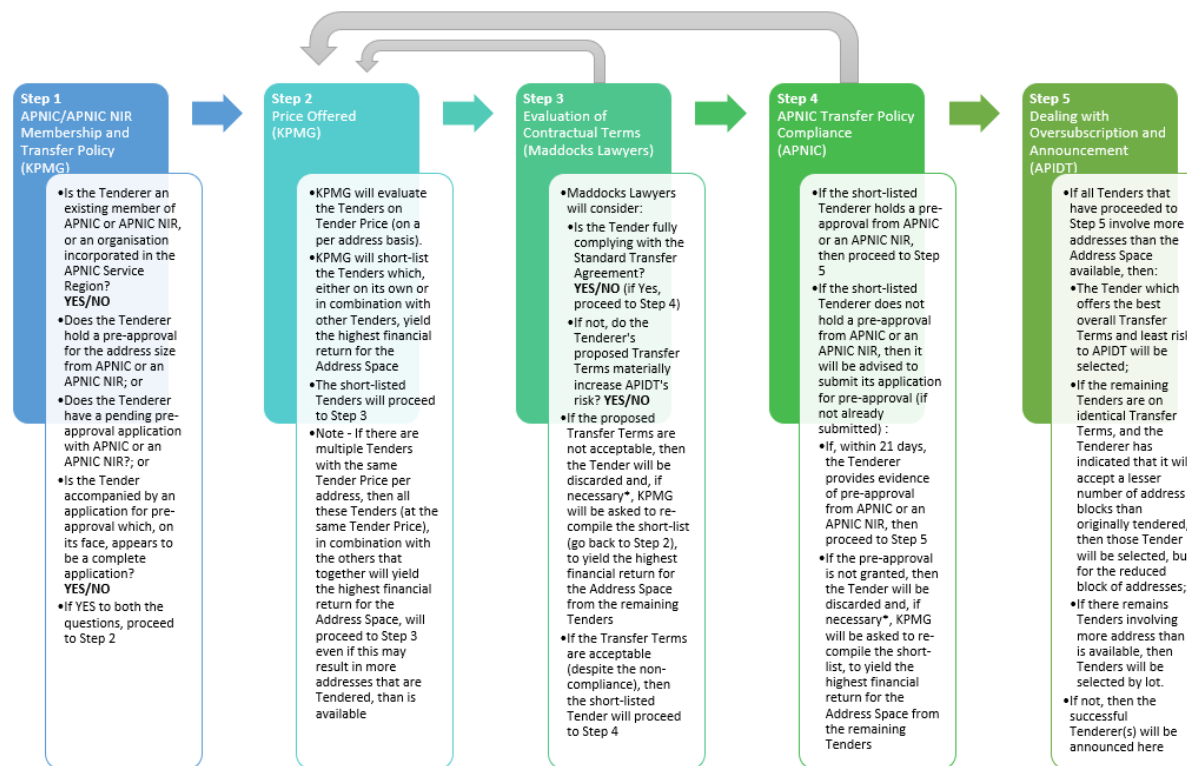 Step 1
APNIC/APNIC NIR
Membership and
Transfer Policy
(KPMG)
•Is the Tenderer an
existing member of
APNIC or APNIC NIR,
or an organisation
incorporated in the
APNIC Service
Region?
YES/NO
•Does the Tenderer
hold a pre-approval
for the address size
from APNIC or an
APNIC NIR; or
•Does the Tenderer
have a pending pre-
approval application
with APNIC or an
APNIC NIR?; or
•Is the Tender
accompanied by an
application for pre-
approval which, on
its face, appears to
be a complete
application?
YES/NO
•If YES to both the
questions, proceed
to Step 2
Step 2
Price Offered
(KPMG)
•KPMG will evaluate
the Tenders on
Tender Price (on a
per address basis).
•KPMG will short-list
the Tenders which,
either on its own or
in combination with
other Tenders, yield
the highest financial
return for the
Address Space
•The short-listed
Tenders will proceed
to Step 3
•Note - If there are
multiple Tenders
with the same
Tender Price per
address, then all
these Tenders (at the
same Tender Price),
in combination with
the others that
together will yield
the highest financial
return for the
Address Space, will
proceed to Step 3
even if this may
result in more
addresses that are
Tendered, than is
available
Step 3
Evaluation of
Contractual Terms
(Maddocks Lawyers)
•Maddocks Lawyers
will consider:
•Is the Tender fully
complying with the
Standard Transfer
Agreement?
YES/NO (if Yes,
proceed to Step 4)
•If not, do the
Tenderer's
proposed Transfer
Terms materially
increase APIDT's
risk? YES/NO
•If the proposed
Transfer Terms are
not acceptable, then
the Tender will be
discarded and, if
necessary*, KPMG
will be asked to re-
compile the short-list
(go back to Step 2),
to yield the highest
financial return for
the Address Space
from the remaining
Tenders
•If the Transfer Terms
are acceptable
(despite the non-
compliance), then
the short-listed
Tender will proceed
to Step 4
Step 4
APNIC Transfer Policy
Compliance
(APNIC)
•If the short-listed
Tenderer holds a pre-
approval from APNIC
or an APNIC NIR,
then proceed to Step
5
•If the short-listed
Tenderer does not
hold a pre-approval
from APNIC or an
APNIC NIR, then it
will be advised to
submit its application
for pre-approval (if
not already
submitted) :
•If, within 21 days,
the Tenderer
provides evidence
of pre-approval
from APNIC or an
APNIC NIR, then
proceed to Step 5
•If the pre-approval
is not granted, then
the Tender will be
discarded and, if
necessary*, KPMG
will be asked to re-
compile the short-
list, to yield the
highest financial
return for the
Address Space from
the remaining
Tenders
Step 5
Dealing with
Oversubscription and
Announcement
(APIDT)
•If all Tenders that
have proceeded to
Step 5 involve more
addresses than the
Address Space
available, then:
•The Tender which
offers the best
overall Transfer
Terms and least risk
to APIDT will be
selected;
•If the remaining
Tenders are on
identical Transfer
Terms, and the
Tenderer has
indicated that it wil
accept a lesser
number of address
blocks than
originally tendered,
then those Tender
will be selected, bu
for the reduced
block of addresses;
•If there remains
Tenders involving
more address than
is available, then
Tenders will be
selected by lot.
•If not, then the
successful
Tenderer(s) will be
announced here